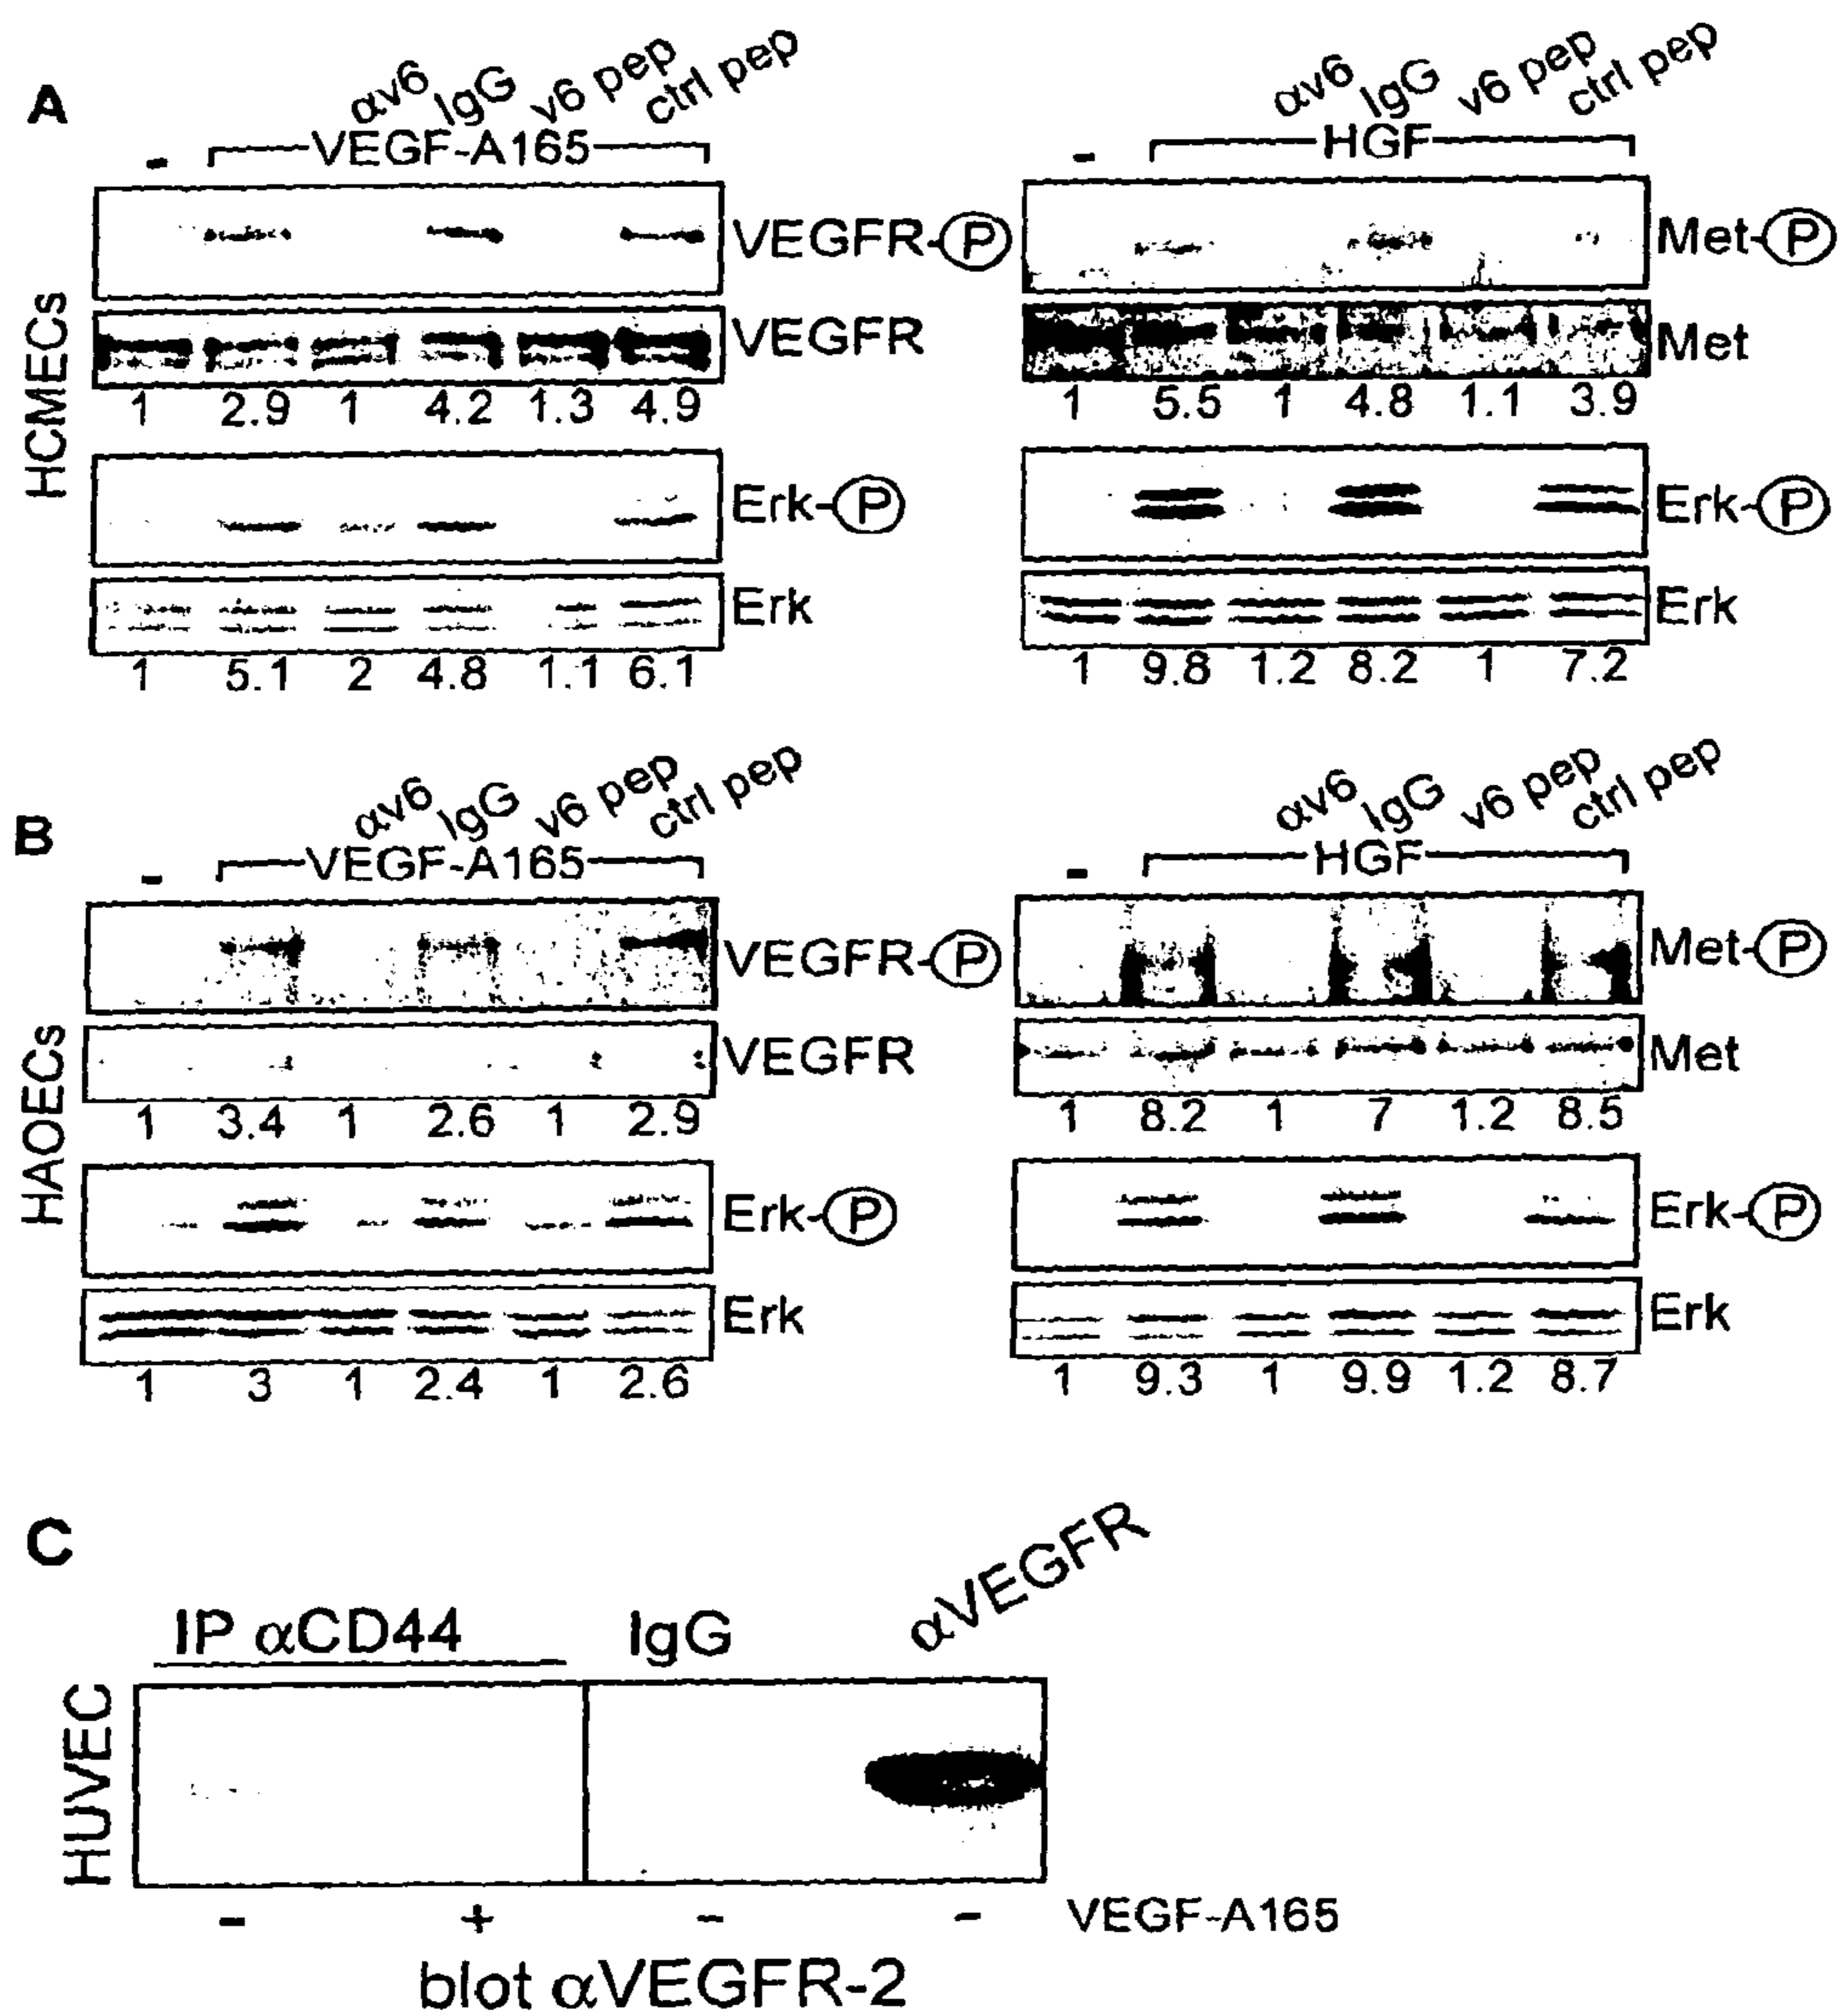 A
αv6 IgG v6 pep ctrl pep
- VEGF-A165
VEGFR-P
VEGFR
1 2.9 1 4.2 1.3 4.9
Erk-P
Erk
1 5.1 2 4.8 1.1 6.1
HCMECs
αv6 IgG v6 pep ctrl pep
- HGF
Met-P
Met
1 5.5 1 4.8 1.1 3.9
Erk-P
Erk
1 9.8 1.2 8.2 1 7.2
B
αv6 IgG v6 pep ctrl pep
- VEGF-A165
VEGFR-P
VEGFR
1 3.4 1 2.6 1 2.9
Erk-P
Erk
1 3 1 2.4 1 2.6
HAOECs
αv6 IgG v6 pep ctrl pep
- HGF
Met-P
Met
1 8.2 1 7 1.2 8.5
Erk-P
Erk
1 9.3 1 9.9 1.2 8.7
C
IP αCD44 IgG αVEGFR
HUVEC
- + - - VEGF-A165
blot αVEGFR-2